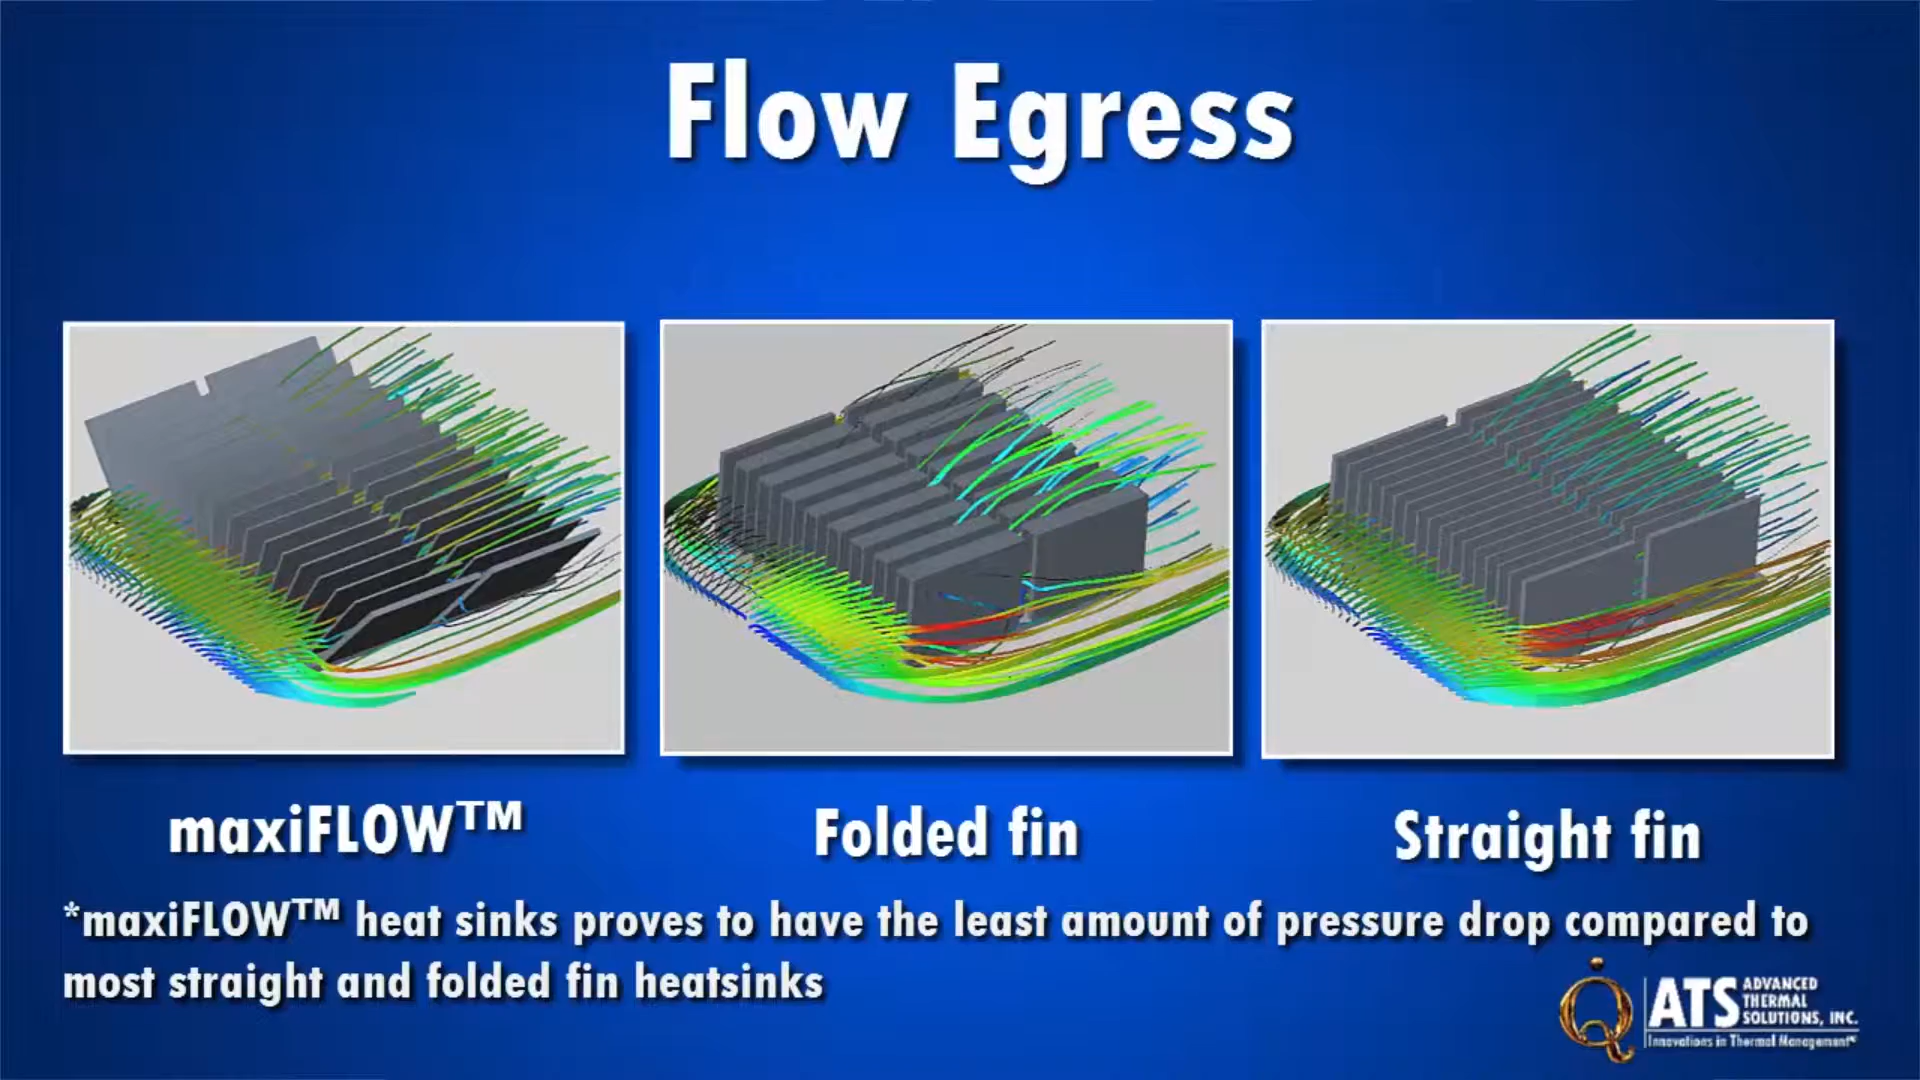 Flow Egress
maxiFLOW™
Folded fin
Straight fin
*maxiFLOW™ heat sinks proves to have the least amount of pressure drop compared to
most straight and folded fin heatsinks
ATS
ADVANCED
THERMAL
SOLUTIONS, INC.
Innovations in Thermal Management®